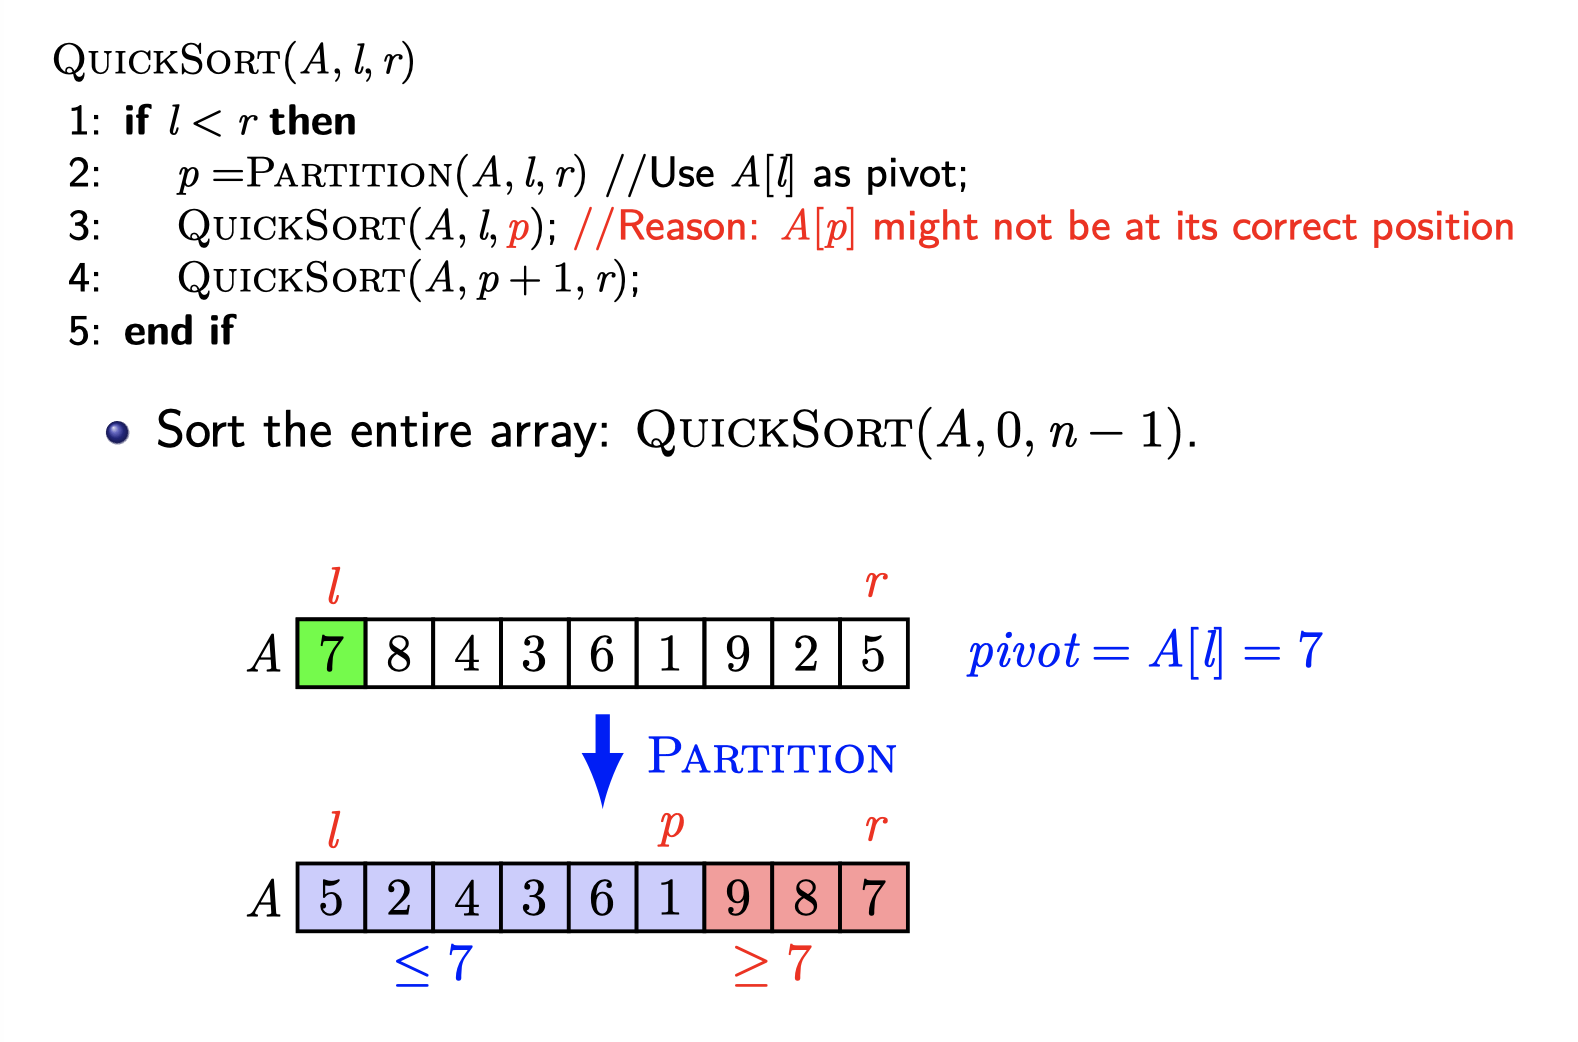 QUICKSORT(A, l, r)
1: if l < r then
2: p =PARTITION(A, l, r) //Use A[l] as pivot;
3: QUICKSORT(A, l, p); //Reason: A[p] might not be at its correct position
4: QUICKSORT(A, p + 1, r);
5: end if
Sort the entire array: QUICKSORT(A, 0, n − 1).
l r
A 7 8 4 3 6 1 9 2 5 pivot = A[l] = 7
PARTITION
l p r
A 5 2 4 3 6 1 9 8 7
≤ 7 ≥ 7